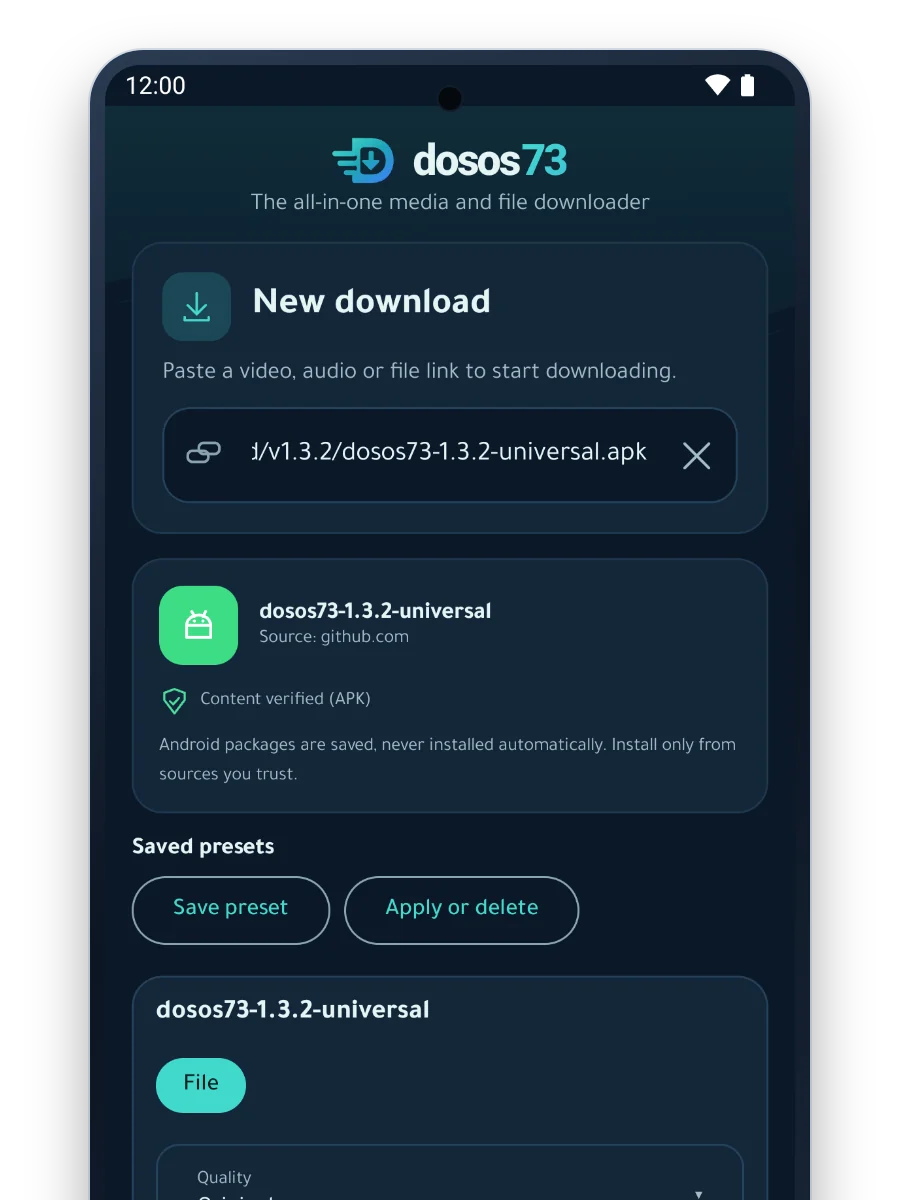 12:00
dosos73
The all-in-one media and file downloader
New download
Paste a video, audio or file link to start downloading.
/v1.3.2/dosos73-1.3.2-universal.apk
dosos73-1.3.2-universal
Source: github.com
Content verified (APK)
Android packages are saved, never installed automatically. Install only from
sources you trust.
Saved presets
Save preset
Apply or delete
dosos73-1.3.2-universal
File
Quality